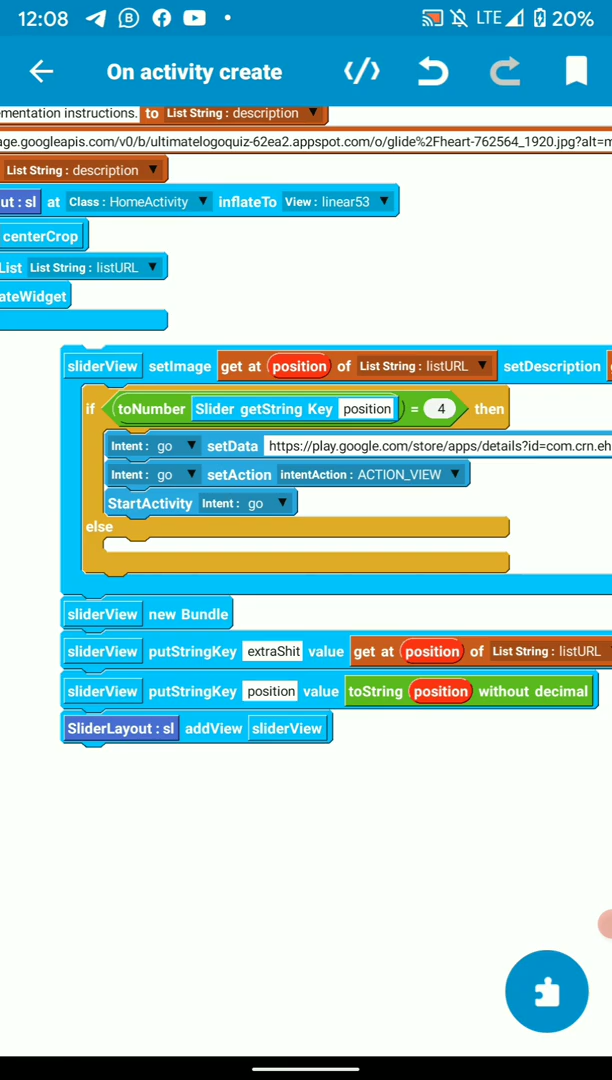 12:08 LTE 20%
On activity create
ementation instructions. to List String : description
age.googleapis.com/v0/b/ultimatelogoquiz-62ea2.appspot.com/o/glide%2Fheart-762564_1920.jpg?alt=m
List String : description
ut : sl at Class : HomeActivity inflateTo View : linear53
centerCrop
List List String : listURL
ateWidget
sliderView setImage get at position of List String : listURL setDescription
if toNumber Slider getString Key position = 4 then
Intent : go setData https://play.google.com/store/apps/details?id=com.crn.eh
Intent : go setAction intentAction : ACTION_VIEW
StartActivity Intent : go
else
sliderView new Bundle
sliderView putStringKey extraShit value get at position of List String : listURL
sliderView putStringKey position value toString position without decimal
SliderLayout : sl addView sliderView